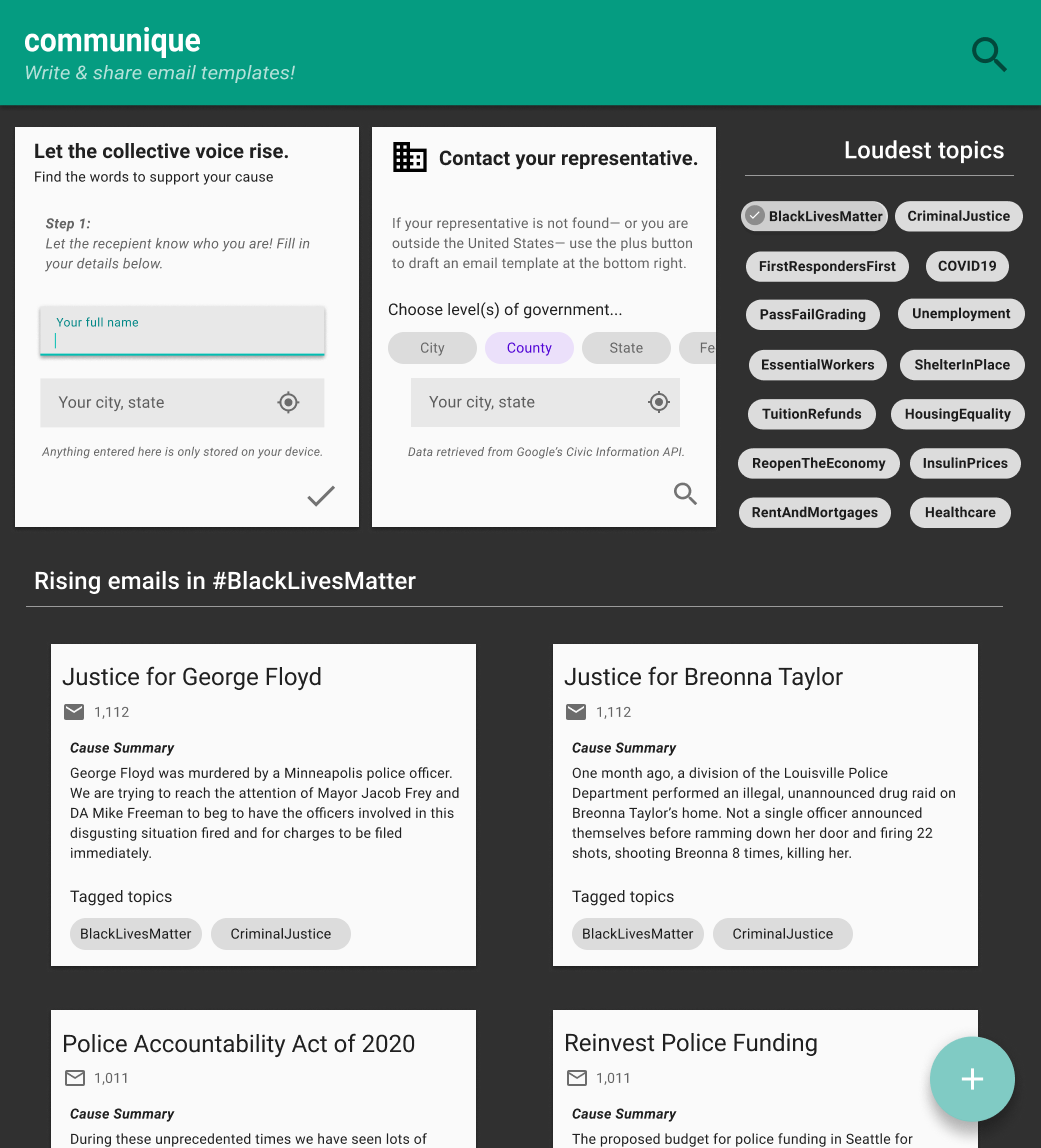 communique
Write & share email templates!
Let the collective voice rise.
Find the words to support your cause
Step 1:
Let the recepient know who you are! Fill in
your details below.
Your full name
Your city, state
Anything entered here is only stored on your device.
Contact your representative.
If your representative is not found— or you are
outside the United States— use the plus button
to draft an email template at the bottom right.
Choose level(s) of government...
City County State Fe
Your city, state
Data retrieved from Google's Civic Information API.
Loudest topics
BlackLivesMatter CriminalJustice
FirstRespondersFirst COVID19
PassFailGrading Unemployment
EssentialWorkers ShelterInPlace
TuitionRefunds HousingEquality
ReopenTheEconomy InsulinPrices
RentAndMortgages Healthcare
Rising emails in #BlackLivesMatter
Justice for George Floyd
1,112
Cause Summary
George Floyd was murdered by a Minneapolis police officer.
We are trying to reach the attention of Mayor Jacob Frey and
DA Mike Freeman to beg to have the officers involved in this
disgusting situation fired and for charges to be filed
immediately.
Tagged topics
BlackLivesMatter CriminalJustice
Justice for Breonna Taylor
1,112
Cause Summary
One month ago, a division of the Louisville Police
Department performed an illegal, unannounced drug raid on
Breonna Taylor's home. Not a single officer announced
themselves before ramming down her door and firing 22
shots, shooting Breonna 8 times, killing her.
Tagged topics
BlackLivesMatter CriminalJustice
Police Accountability Act of 2020
1,011
Cause Summary
During these unprecedented times we have seen lots of
Reinvest Police Funding
1,011
Cause Summary
The proposed budget for police funding in Seattle for